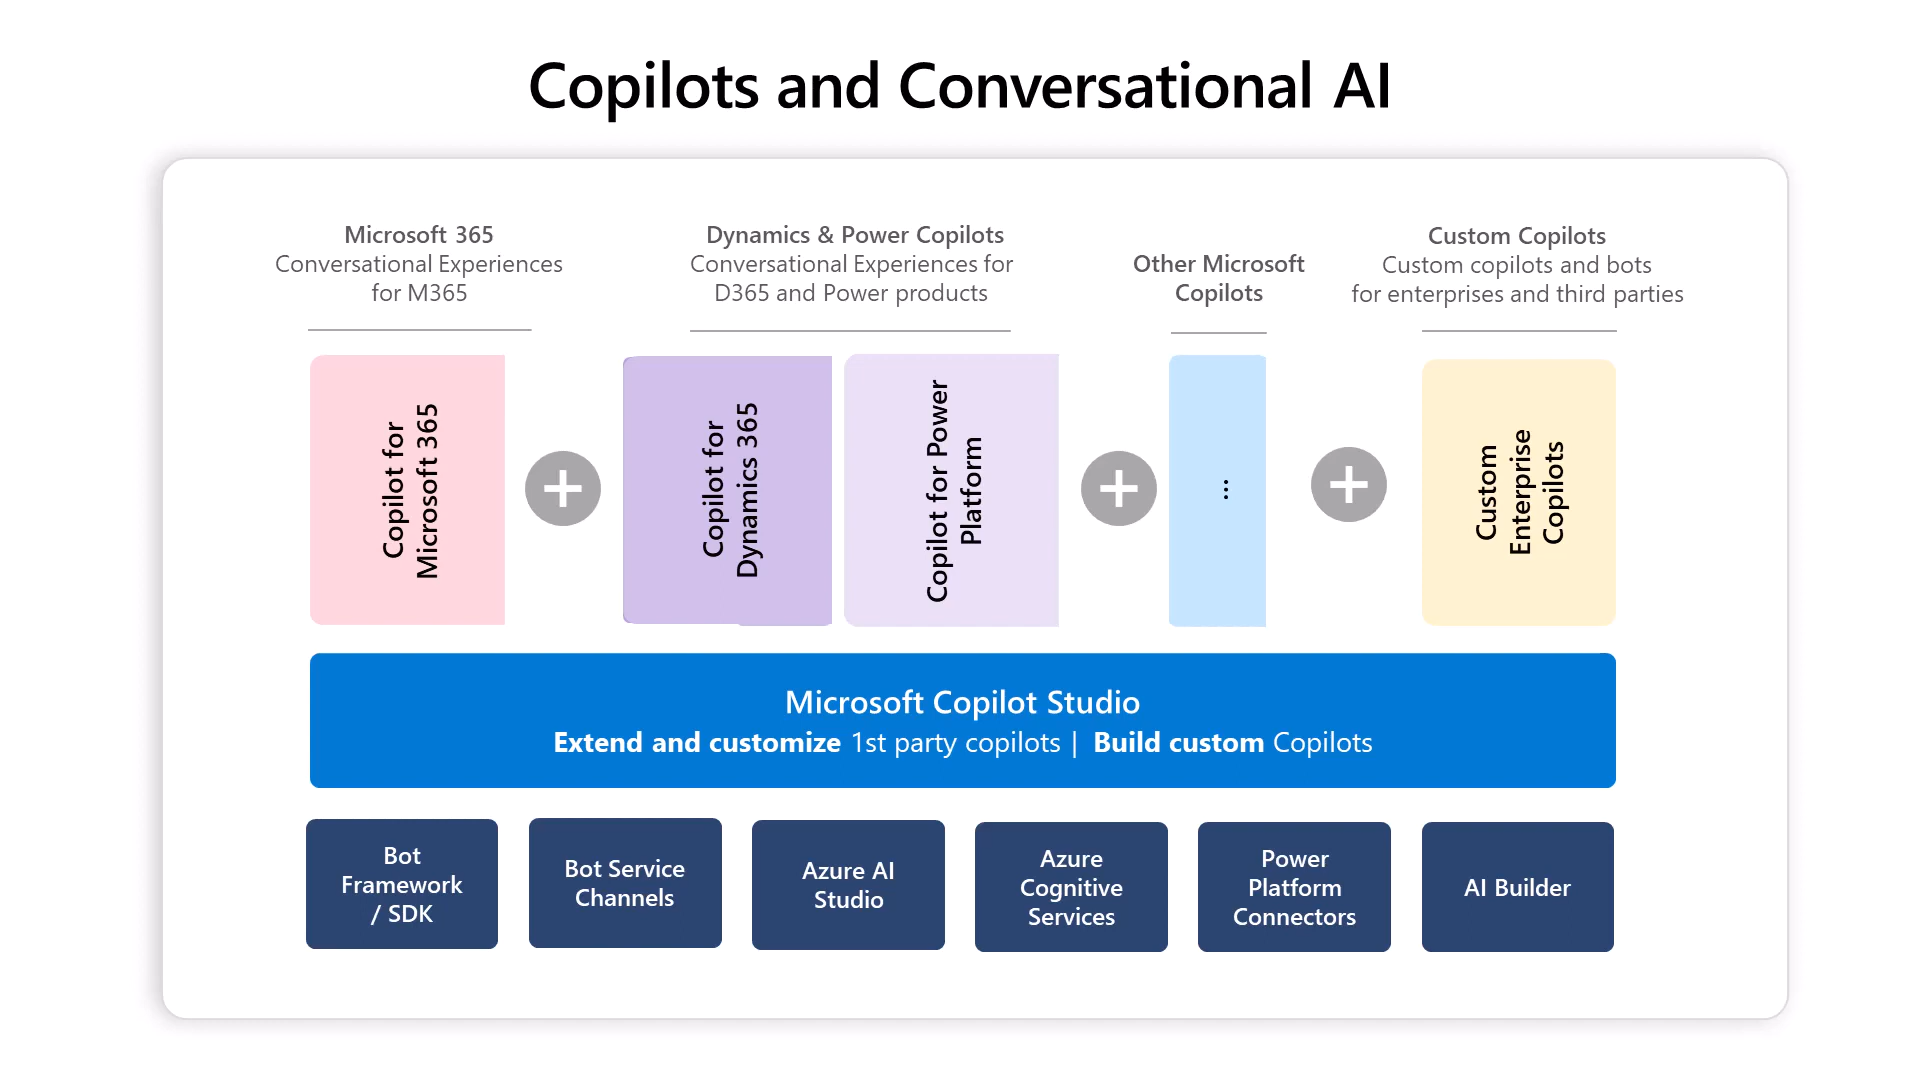 Copilots and Conversational AI
Microsoft 365
Conversational Experiences
for M365
Dynamics & Power Copilots
Conversational Experiences for
D365 and Power products
Other Microsoft
Copilots
Custom Copilots
Custom copilots and bots
for enterprises and third parties
Copilot for
Microsoft 365
Copilot for
Dynamics 365
Copilot for Power
Platform
...
Custom
Enterprise
Copilots
Microsoft Copilot Studio
Extend and customize 1st party copilots | Build custom Copilots
Bot
Framework
/ SDK
Bot Service
Channels
Azure AI
Studio
Azure
Cognitive
Services
Power
Platform
Connectors
AI Builder